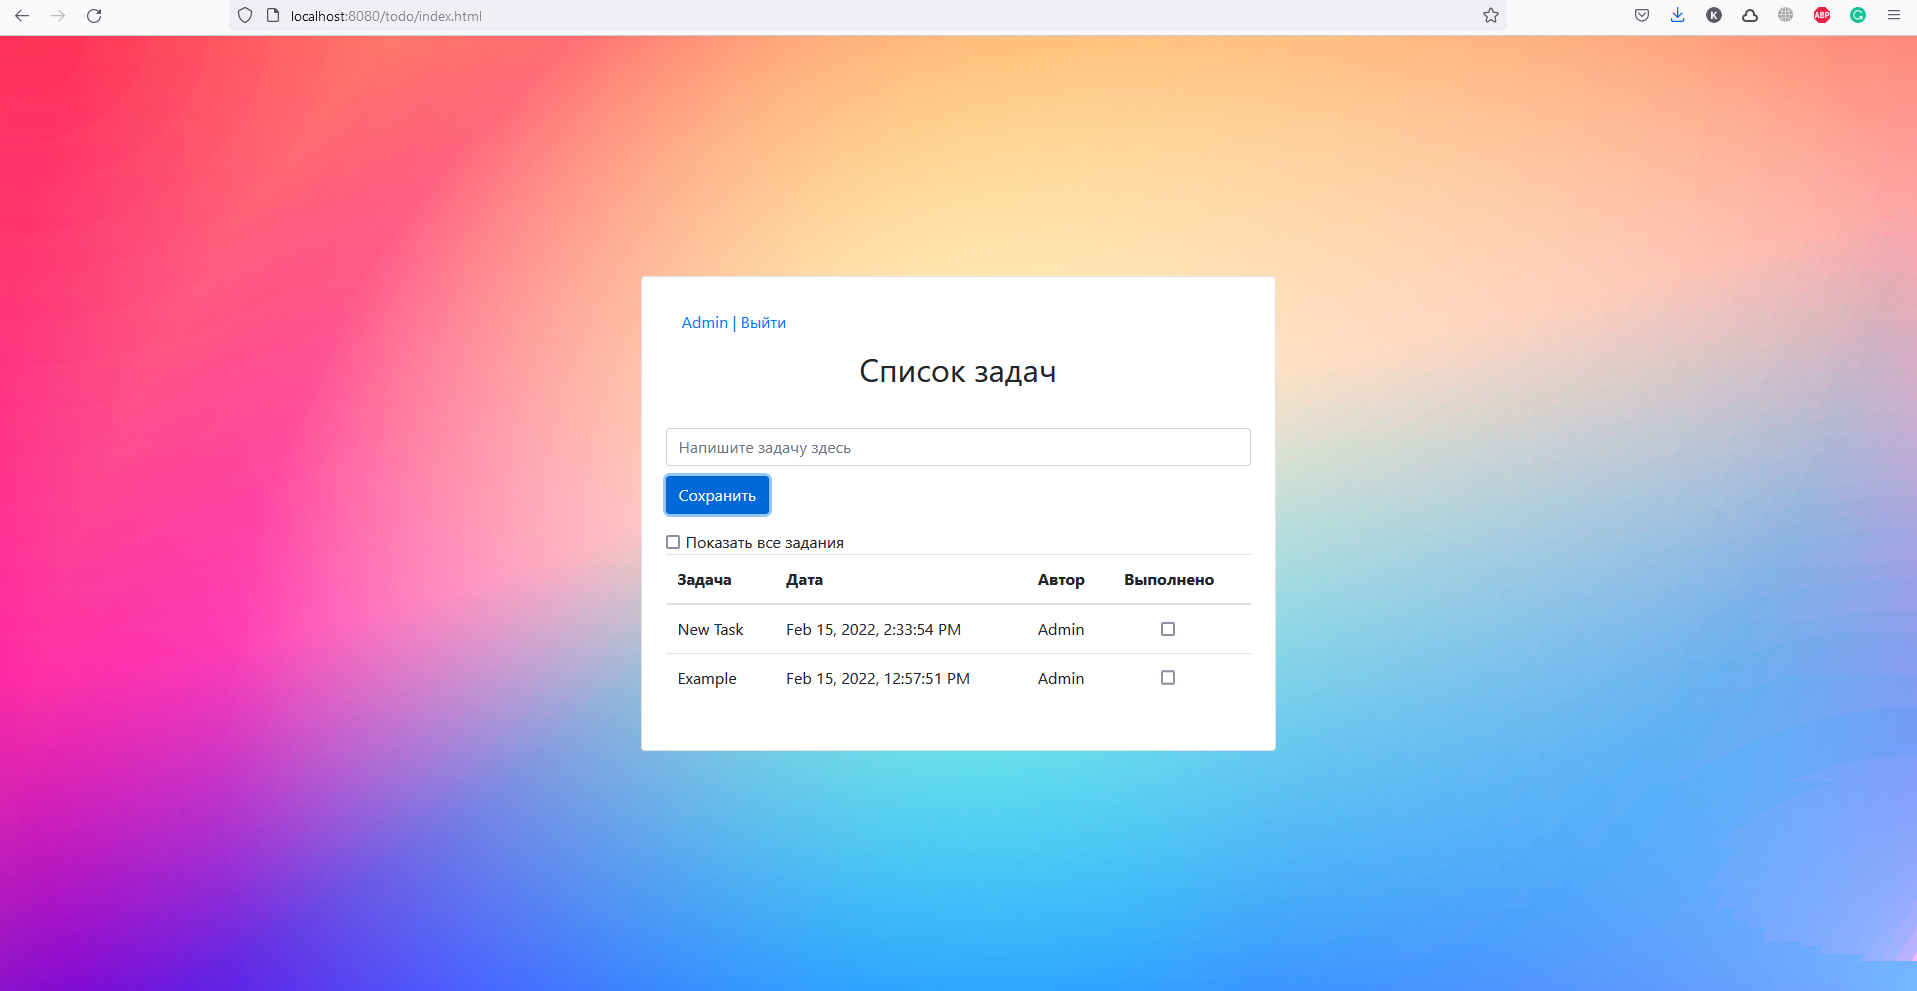 localhost:8080/todo/index.html
K
ABP
G
Admin | Выйти
Список задач
Напишите задачу здесь
Сохранить
Показать все задания
Задача Дата Автор Выполнено
New Task Feb 15, 2022, 2:33:54 PM Admin
Example Feb 15, 2022, 12:57:51 PM Admin